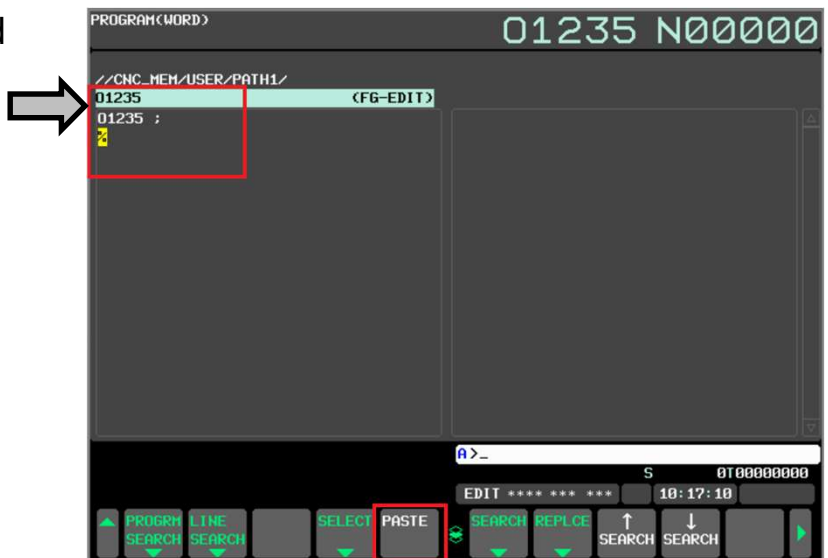 d
PROGRAM(WORD)
O1235 N00000
//CNC_MEM/USER/PATH1/
O1235 (FG-EDIT)
O1235 ;
%
A>_
S 0T00000000
EDIT **** *** *** 10:17:10
PROGRM SEARCH
LINE SEARCH
SELECT
PASTE
SEARCH
REPLCE
↑ SEARCH
↓ SEARCH